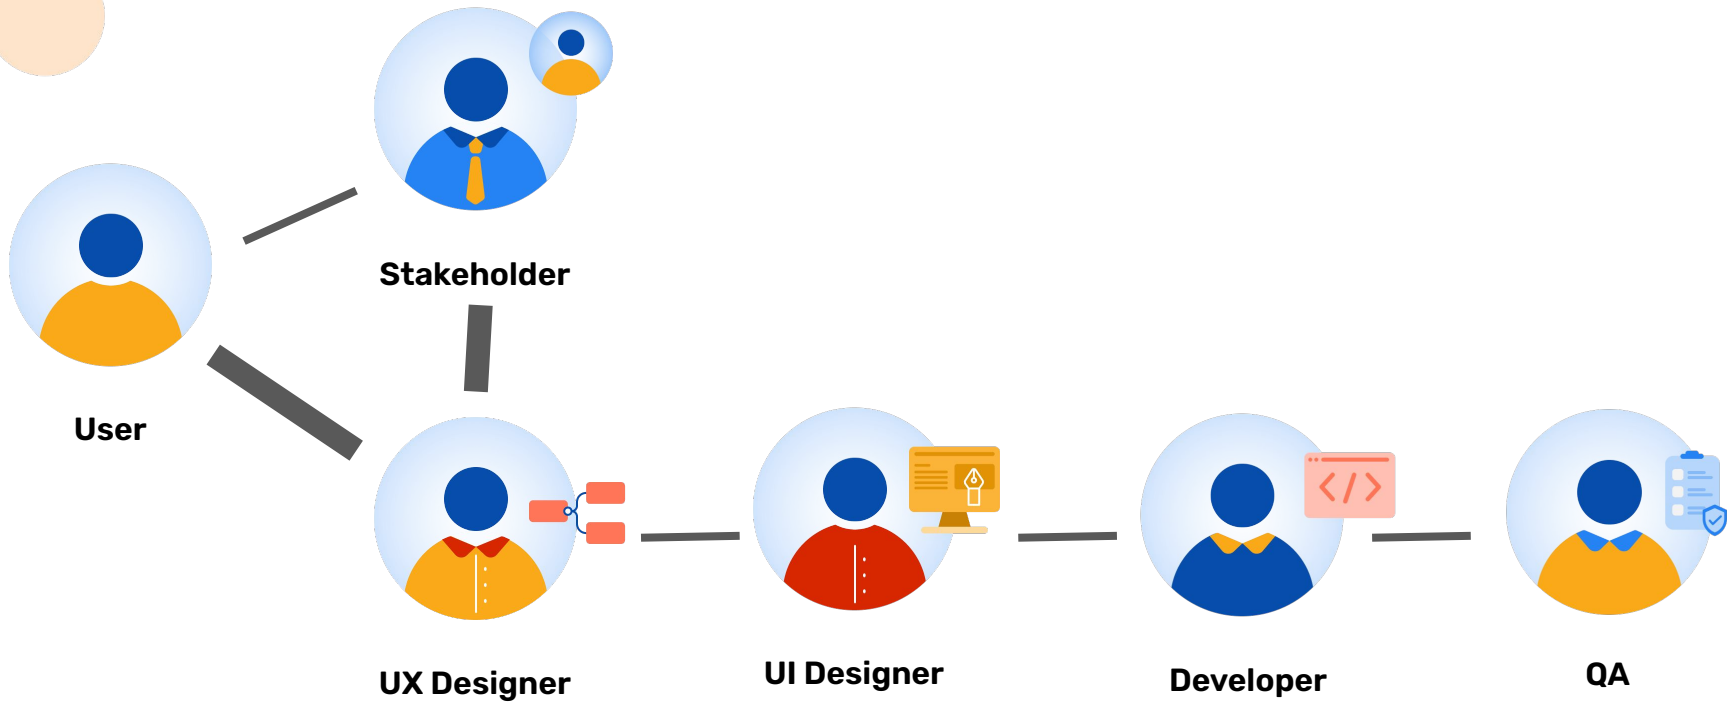 Stakeholder
User
UX Designer
UI Designer
Developer
QA